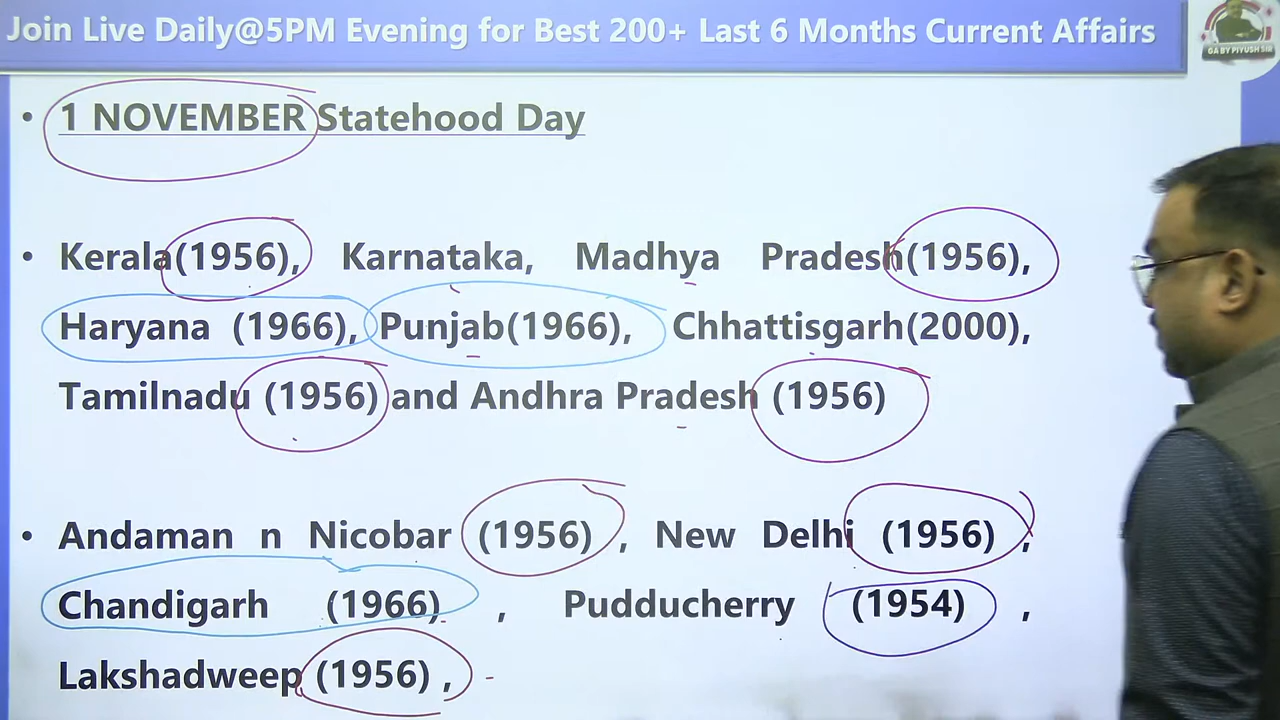 Join Live Daily@5PM Evening for Best 200+ Last 6 Months Current Affairs
GA BY PIYUSH SIR
• 1 NOVEMBER Statehood Day
• Kerala(1956), Karnataka, Madhya Pradesh(1956),
Haryana (1966), Punjab(1966), Chhattisgarh(2000),
Tamilnadu (1956) and Andhra Pradesh (1956)
• Andaman n Nicobar (1956) , New Delhi (1956) ,
Chandigarh (1966) , Pudducherry (1954) ,
Lakshadweep (1956) ,